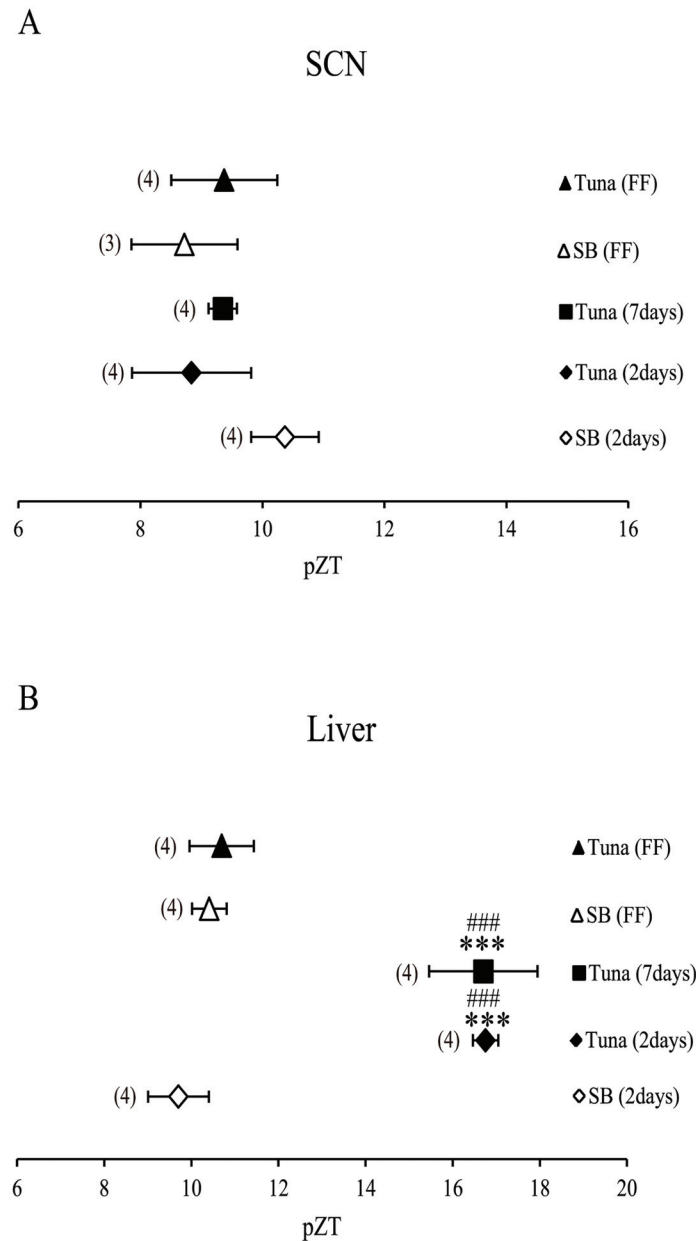 A
SCN
(4) Tuna (FF)
(3) SB (FF)
(4) Tuna (7days)
(4) Tuna (2days)
(4) SB (2days)
6 8 10 12 14 16
pZT
B
Liver
(4) Tuna (FF)
(4) SB (FF)
###
***
(4) Tuna (7days)
###
***
(4) Tuna (2days)
(4) SB (2days)
6 8 10 12 14 16 18 20
pZT